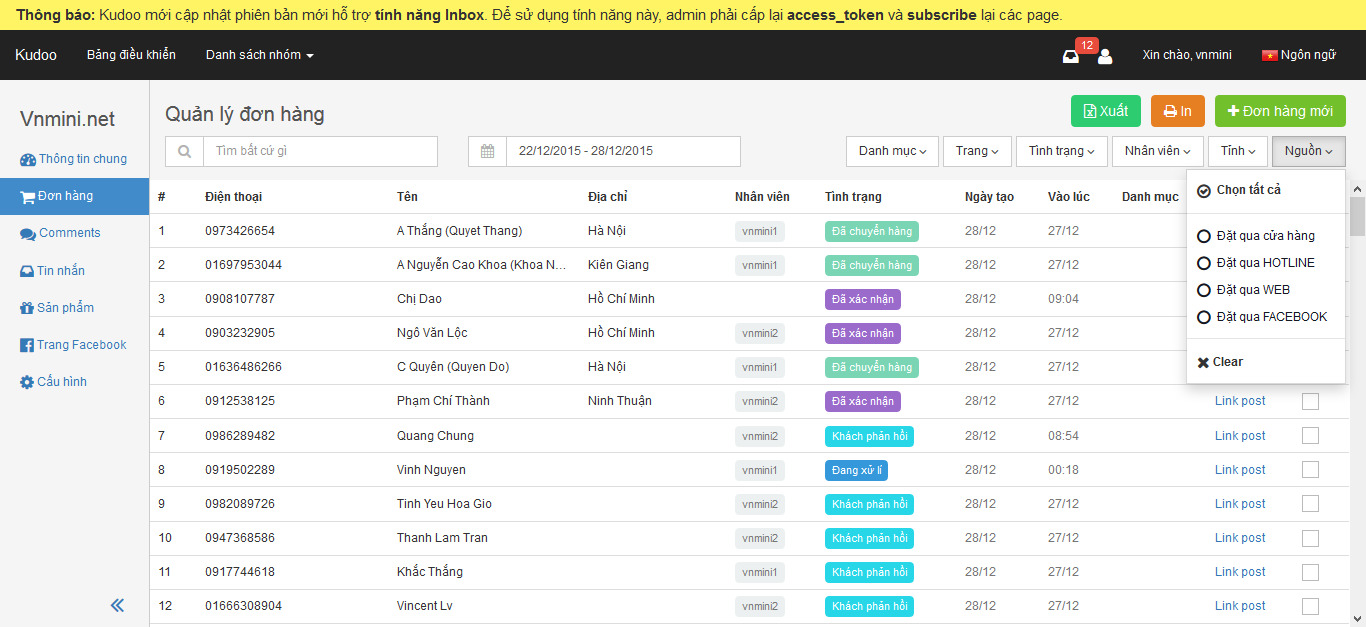 Thông báo: Kudoo mới cập nhật phiên bản mới hỗ trợ tính năng Inbox. Để sử dụng tính năng này, admin phải cấp lại access_token và subscribe lại các page.
Kudoo Bảng điều khiển Danh sách nhóm 12 Xin chào, vnmini Ngôn ngữ
Vnmini.net
Thông tin chung
Đơn hàng
Comments
Tin nhắn
Sản phẩm
Trang Facebook
Cấu hình
Quản lý đơn hàng Xuất In Đơn hàng mới
Tìm bất cứ gì 22/12/2015 - 28/12/2015 Danh mục Trang Tình trạng Nhân viên Tỉnh Nguồn
# Điện thoại Tên Địa chỉ Nhân viên Tình trạng Ngày tạo Vào lúc Danh mục
1 0973426654 A Thắng (Quyet Thang) Hà Nội vnmini1 Đã chuyển hàng 28/12 27/12
2 01697953044 A Nguyễn Cao Khoa (Khoa N... Kiên Giang vnmini1 Đã chuyển hàng 28/12 27/12
3 0908107787 Chị Dao Hồ Chí Minh Đã xác nhận 28/12 09:04
4 0903232905 Ngô Văn Lộc Hồ Chí Minh vnmini2 Đã xác nhận 28/12 27/12
5 01636486266 C Quyên (Quyen Do) Hà Nội vnmini1 Đã chuyển hàng 28/12 27/12
6 0912538125 Phạm Chí Thành Ninh Thuận vnmini2 Đã xác nhận 28/12 27/12 Link post
7 0986289482 Quang Chung vnmini2 Khách phản hồi 28/12 08:54 Link post
8 0919502289 Vinh Nguyen vnmini1 Đang xử lí 28/12 00:18 Link post
9 0982089726 Tinh Yeu Hoa Gio vnmini2 Khách phản hồi 28/12 27/12 Link post
10 0947368586 Thanh Lam Tran vnmini2 Khách phản hồi 28/12 27/12 Link post
11 0917744618 Khắc Thắng vnmini1 Khách phản hồi 28/12 27/12 Link post
12 01666308904 Vincent Lv vnmini2 Khách phản hồi 28/12 27/12 Link post
Chọn tất cả
Đặt qua cửa hàng
Đặt qua HOTLINE
Đặt qua WEB
Đặt qua FACEBOOK
Clear